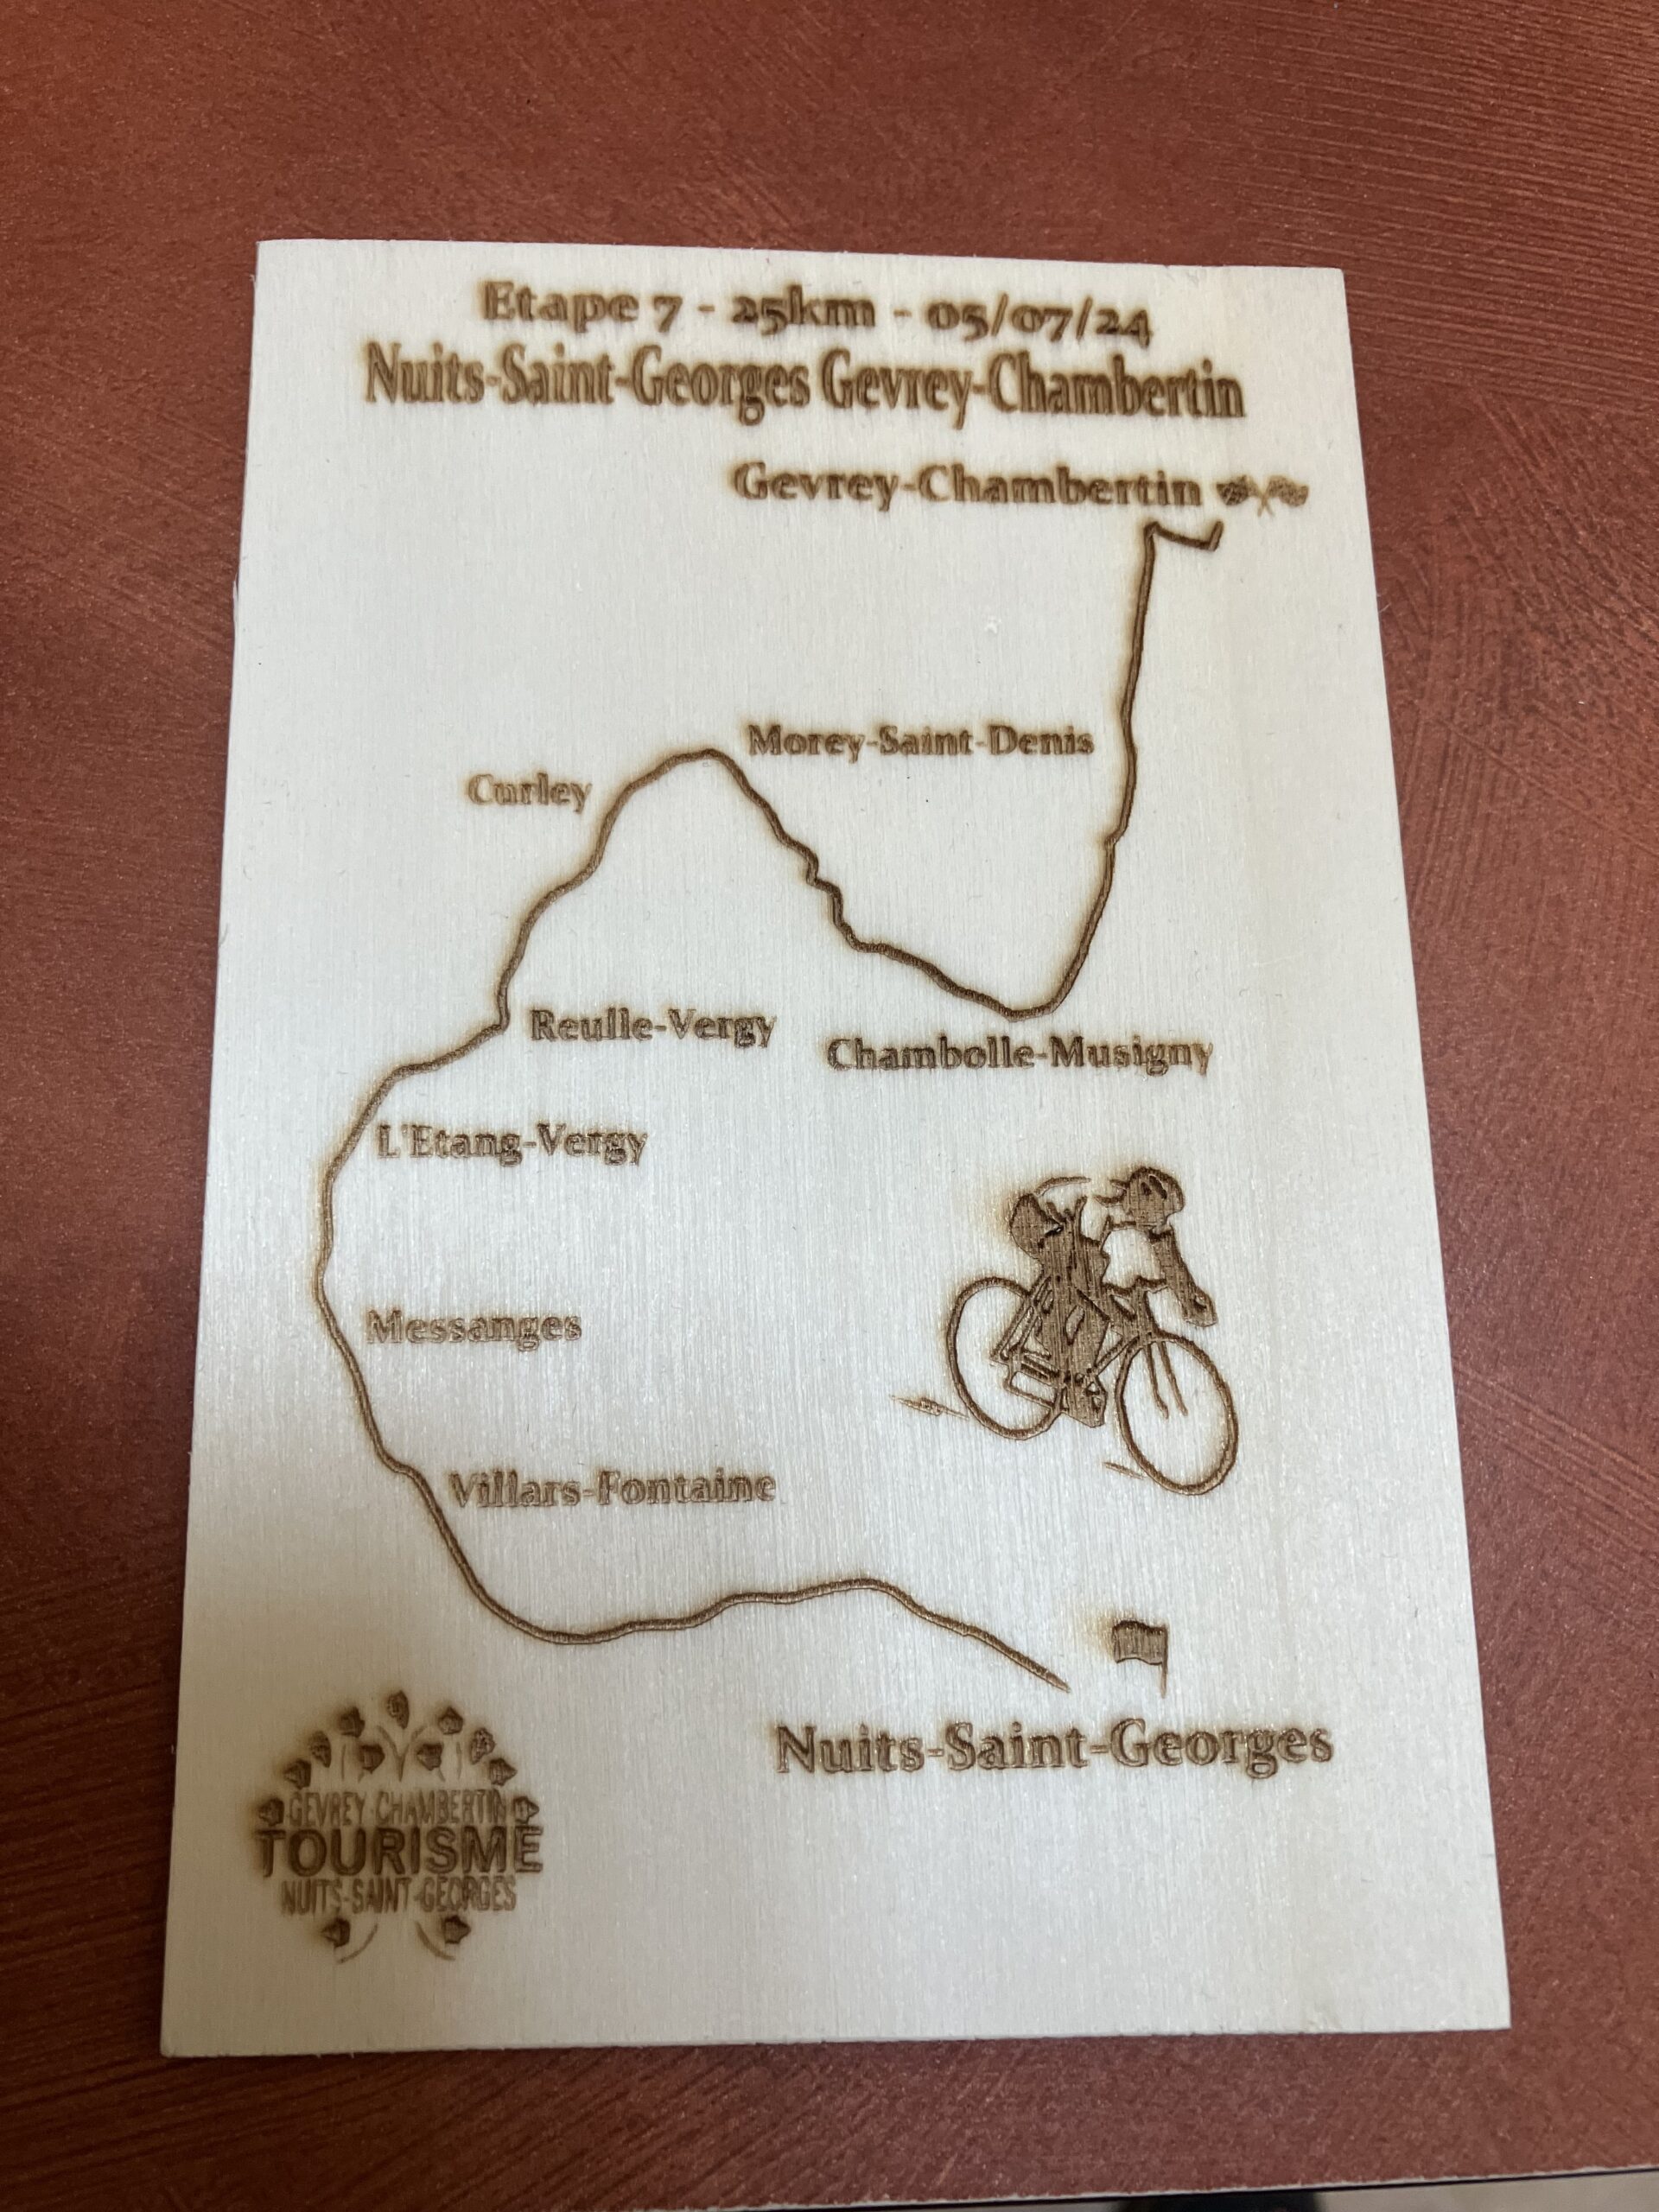 Etape 7 - 25km - 05/07/24
Nuits-Saint-Georges Gevrey-Chambertin
Gevrey-Chambertin
Morey-Saint-Denis
Curley
Reulle-Vergy
Chambolle-Musigny
L'Etang-Vergy
Messanges
Villars-Fontaine
Nuits-Saint-Georges
GEVREY-CHAMBERTIN
TOURISME
NUITS-SAINT-GEORGES